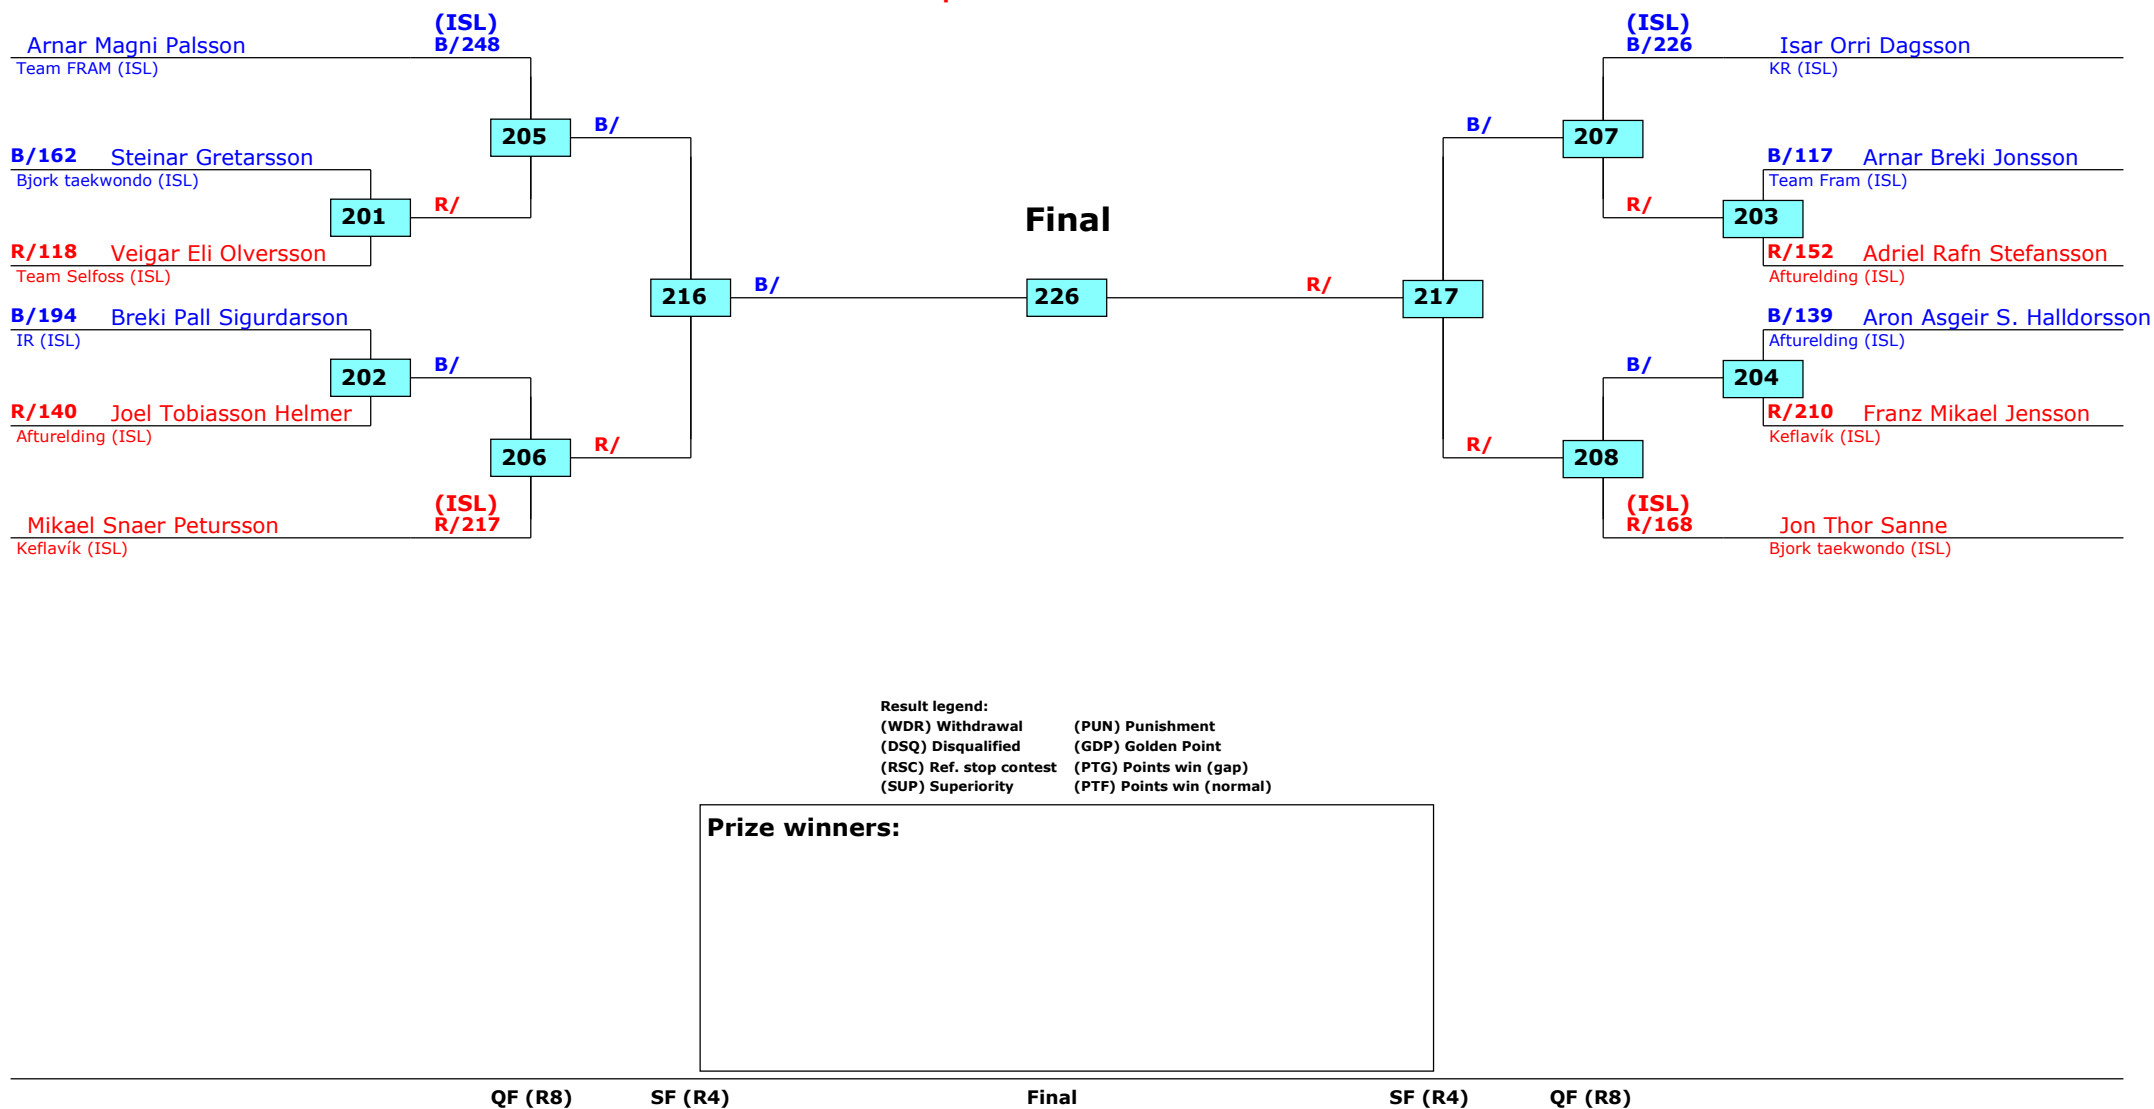 (ISL)
Arnar Magni Palsson B/248
Team FRAM (ISL)
205 B/
B/162 Steinar Gretarsson
Bjork taekwondo (ISL)
201 R/
R/118 Veigar Eli Olversson
Team Selfoss (ISL)
216 B/
B/194 Breki Pall Sigurdarson
IR (ISL)
202 B/
R/140 Joel Tobiasson Helmer
Afturelding (ISL)
206 R/
(ISL)
Mikael Snaer Petursson R/217
Keflavík (ISL)
Final
226
(ISL)
B/226 Isar Orri Dagsson
KR (ISL)
B/ 207
B/117 Arnar Breki Jonsson
Team Fram (ISL)
R/ 203
R/152 Adriel Rafn Stefansson
Afturelding (ISL)
R/ 217
B/139 Aron Asgeir S. Halldorsson
Afturelding (ISL)
B/ 204
R/210 Franz Mikael Jensson
Keflavík (ISL)
R/ 208
(ISL)
R/168 Jon Thor Sanne
Bjork taekwondo (ISL)
Result legend:
(WDR) Withdrawal (PUN) Punishment
(DSQ) Disqualified (GDP) Golden Point
(RSC) Ref. stop contest (PTG) Points win (gap)
(SUP) Superiority (PTF) Points win (normal)
Prize winners:
QF (R8) SF (R4) Final SF (R4) QF (R8)